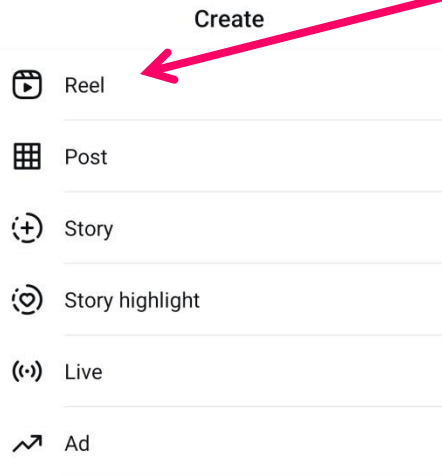 Create
Reel
Post
Story
Story highlight
Live
Ad